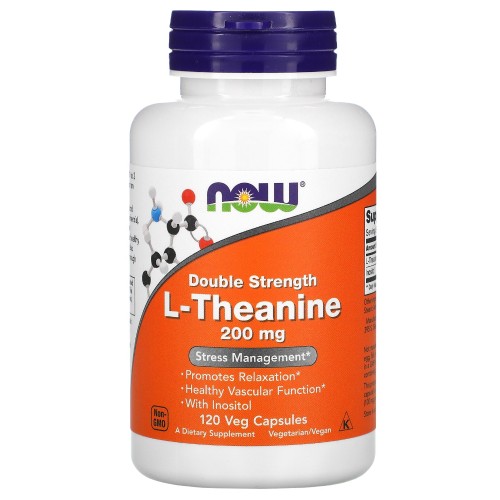 NOW
Double Strength
L-Theanine
200 mg
Stress Management*
• Promotes Relaxation*
• Healthy Vascular Function*
• With Inositol
120 Veg Capsules
Non-
GMO
A Dietary Supplement
Vegetarian/Vegan
K